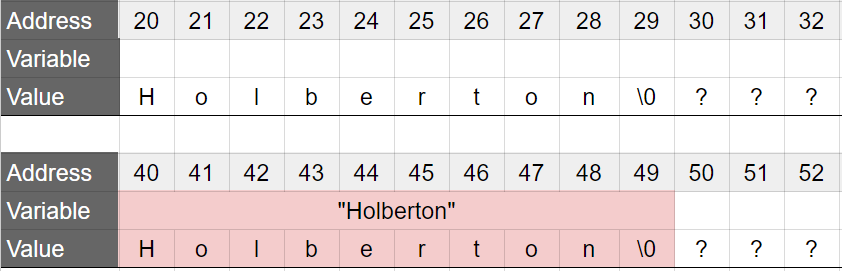 Address 20 21 22 23 24 25 26 27 28 29 30 31 32
Variable
Value H o l b e r t o n \0 ? ? ?
Address 40 41 42 43 44 45 46 47 48 49 50 51 52
Variable "Holberton"
Value H o l b e r t o n \0 ? ? ?